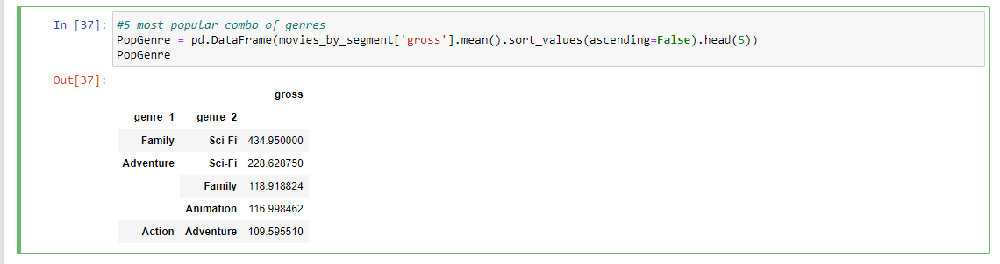 In [37]: #5 most popular combo of genres
PopGenre = pd.DataFrame(movies_by_segment['gross'].mean().sort_values(ascending=False).head(5))
PopGenre
Out[37]:
gross
genre_1 genre_2
Family Sci-Fi 434.950000
Adventure Sci-Fi 228.628750
Family 118.918824
Animation 116.998462
Action Adventure 109.595510